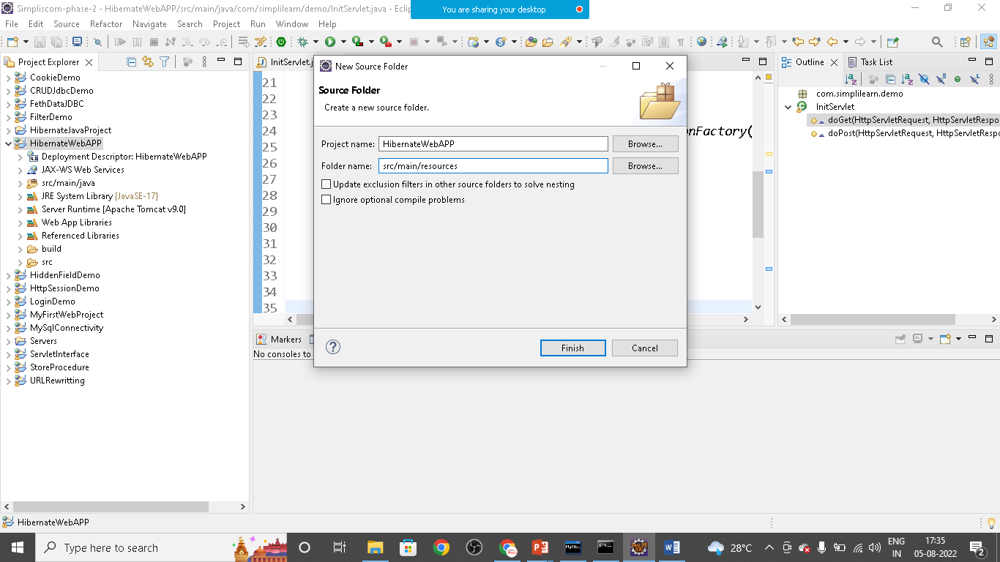 Simpliscom-phase-2 - HibernateWebAPP/src/main/java/com/simplilearn/demo/InitServlet.java - Eclip
You are sharing your desktop
File Edit Source Refactor Navigate Search Project Run Window Help
Project Explorer
CookieDemo
CRUDJdbcDemo
FethDataJDBC
FilterDemo
HibernateJavaProject
HibernateWebAPP
Deployment Descriptor: HibernateWebAPP
JAX-WS Web Services
src/main/java
JRE System Library [JavaSE-17]
Server Runtime [Apache Tomcat v9.0]
Web App Libraries
Referenced Libraries
build
src
HiddenFieldDemo
HttpSessionDemo
LoginDemo
MyFirstWebProject
MySqlConnectivity
Servers
ServletInterface
StoreProcedure
URLRewritting
InitServlet.j
21
22
23
24
onFactory(
25
26
27
28
29
30
31
32
33
34
35
New Source Folder
Source Folder
Create a new source folder.
Project name: HibernateWebAPP Browse...
Folder name: src/main/resources Browse...
Update exclusion filters in other source folders to solve nesting
Ignore optional compile problems
Finish Cancel
Outline Task List
com.simplilearn.demo
InitServlet
doGet(HttpServletRequest, HttpServletRespo
doPost(HttpServletRequest, HttpServletRespo
Markers
No consoles to
HibernateWebAPP
Type here to search
28°C
ENG
IN
17:35
05-08-2022
2